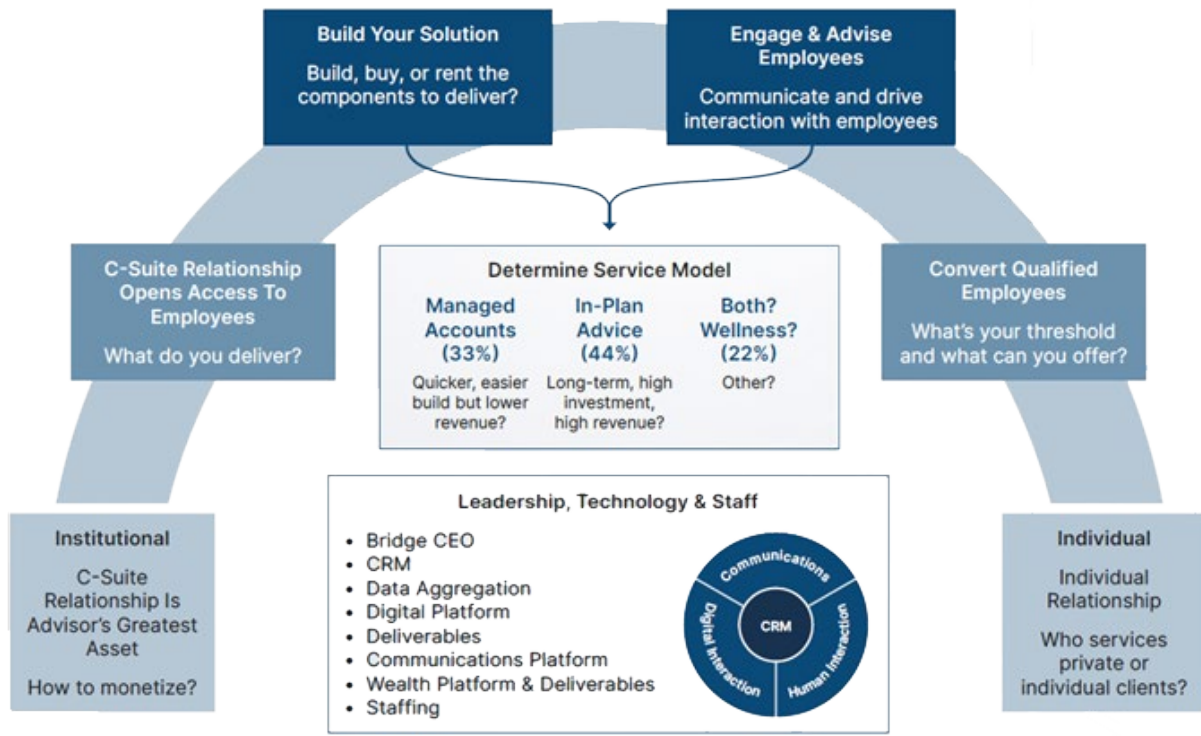 Build Your Solution
Build, buy, or rent the
components to deliver?
Engage & Advise
Employees
Communicate and drive
interaction with employees
C-Suite Relationship
Opens Access To
Employees
What do you deliver?
Determine Service Model
Managed
Accounts
(33%)
Quicker, easier
build but lower
revenue?
In-Plan
Advice
(44%)
Long-term, high
investment,
high revenue?
Both?
Wellness?
(22%)
Other?
Convert Qualified
Employees
What's your threshold
and what can you offer?
Institutional
C-Suite
Relationship Is
Advisor's Greatest
Asset
How to monetize?
Leadership, Technology & Staff
• Bridge CEO
• CRM
• Data Aggregation
• Digital Platform
• Deliverables
• Communications Platform
• Wealth Platform & Deliverables
• Staffing
Communications
Digital Interaction
CRM
Human Interaction
Individual
Individual
Relationship
Who services
private or
individual clients?